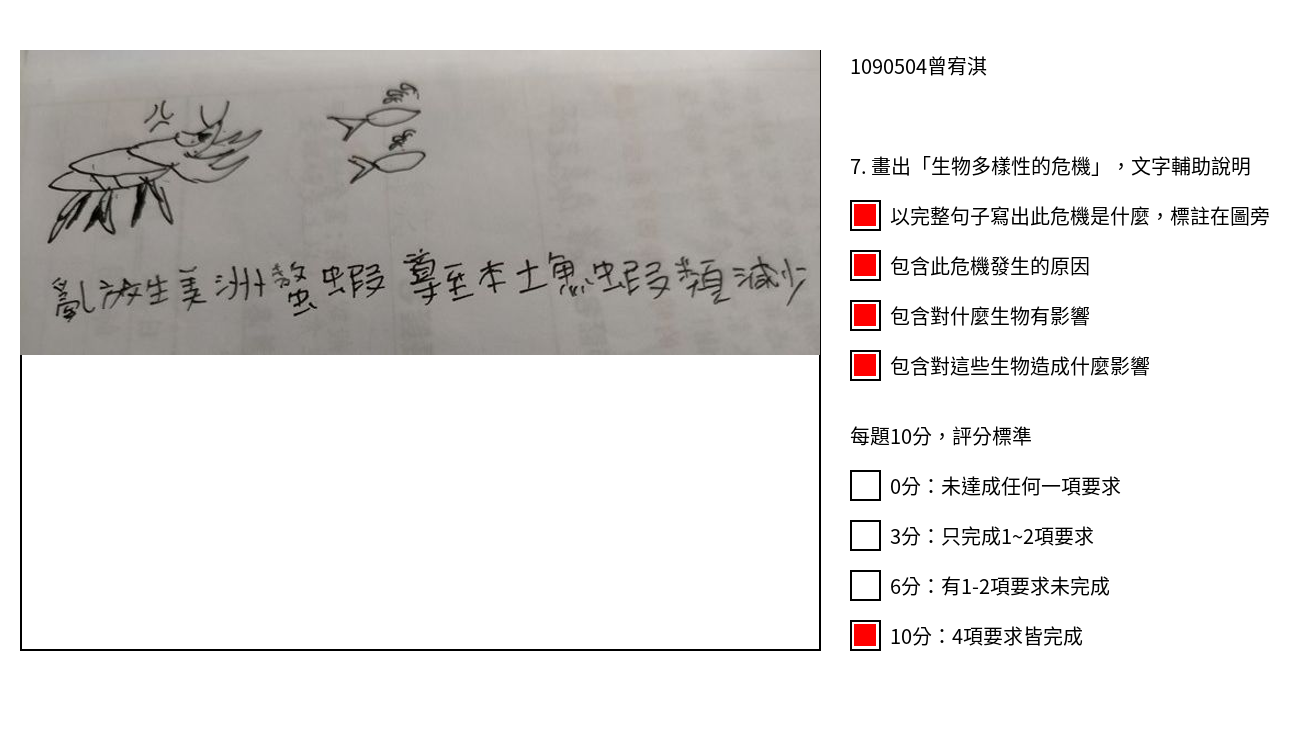 亂放生美洲螯蝦 導至本土魚蝦類減少
1090504曾宥淇
7. 畫出「生物多樣性的危機」，文字輔助說明
以完整句子寫出此危機是什麼，標註在圖旁
包含此危機發生的原因
包含對什麼生物有影響
包含對這些生物造成什麼影響
每題10分，評分標準
0分：未達成任何一項要求
3分：只完成1~2項要求
6分：有1-2項要求未完成
10分：4項要求皆完成